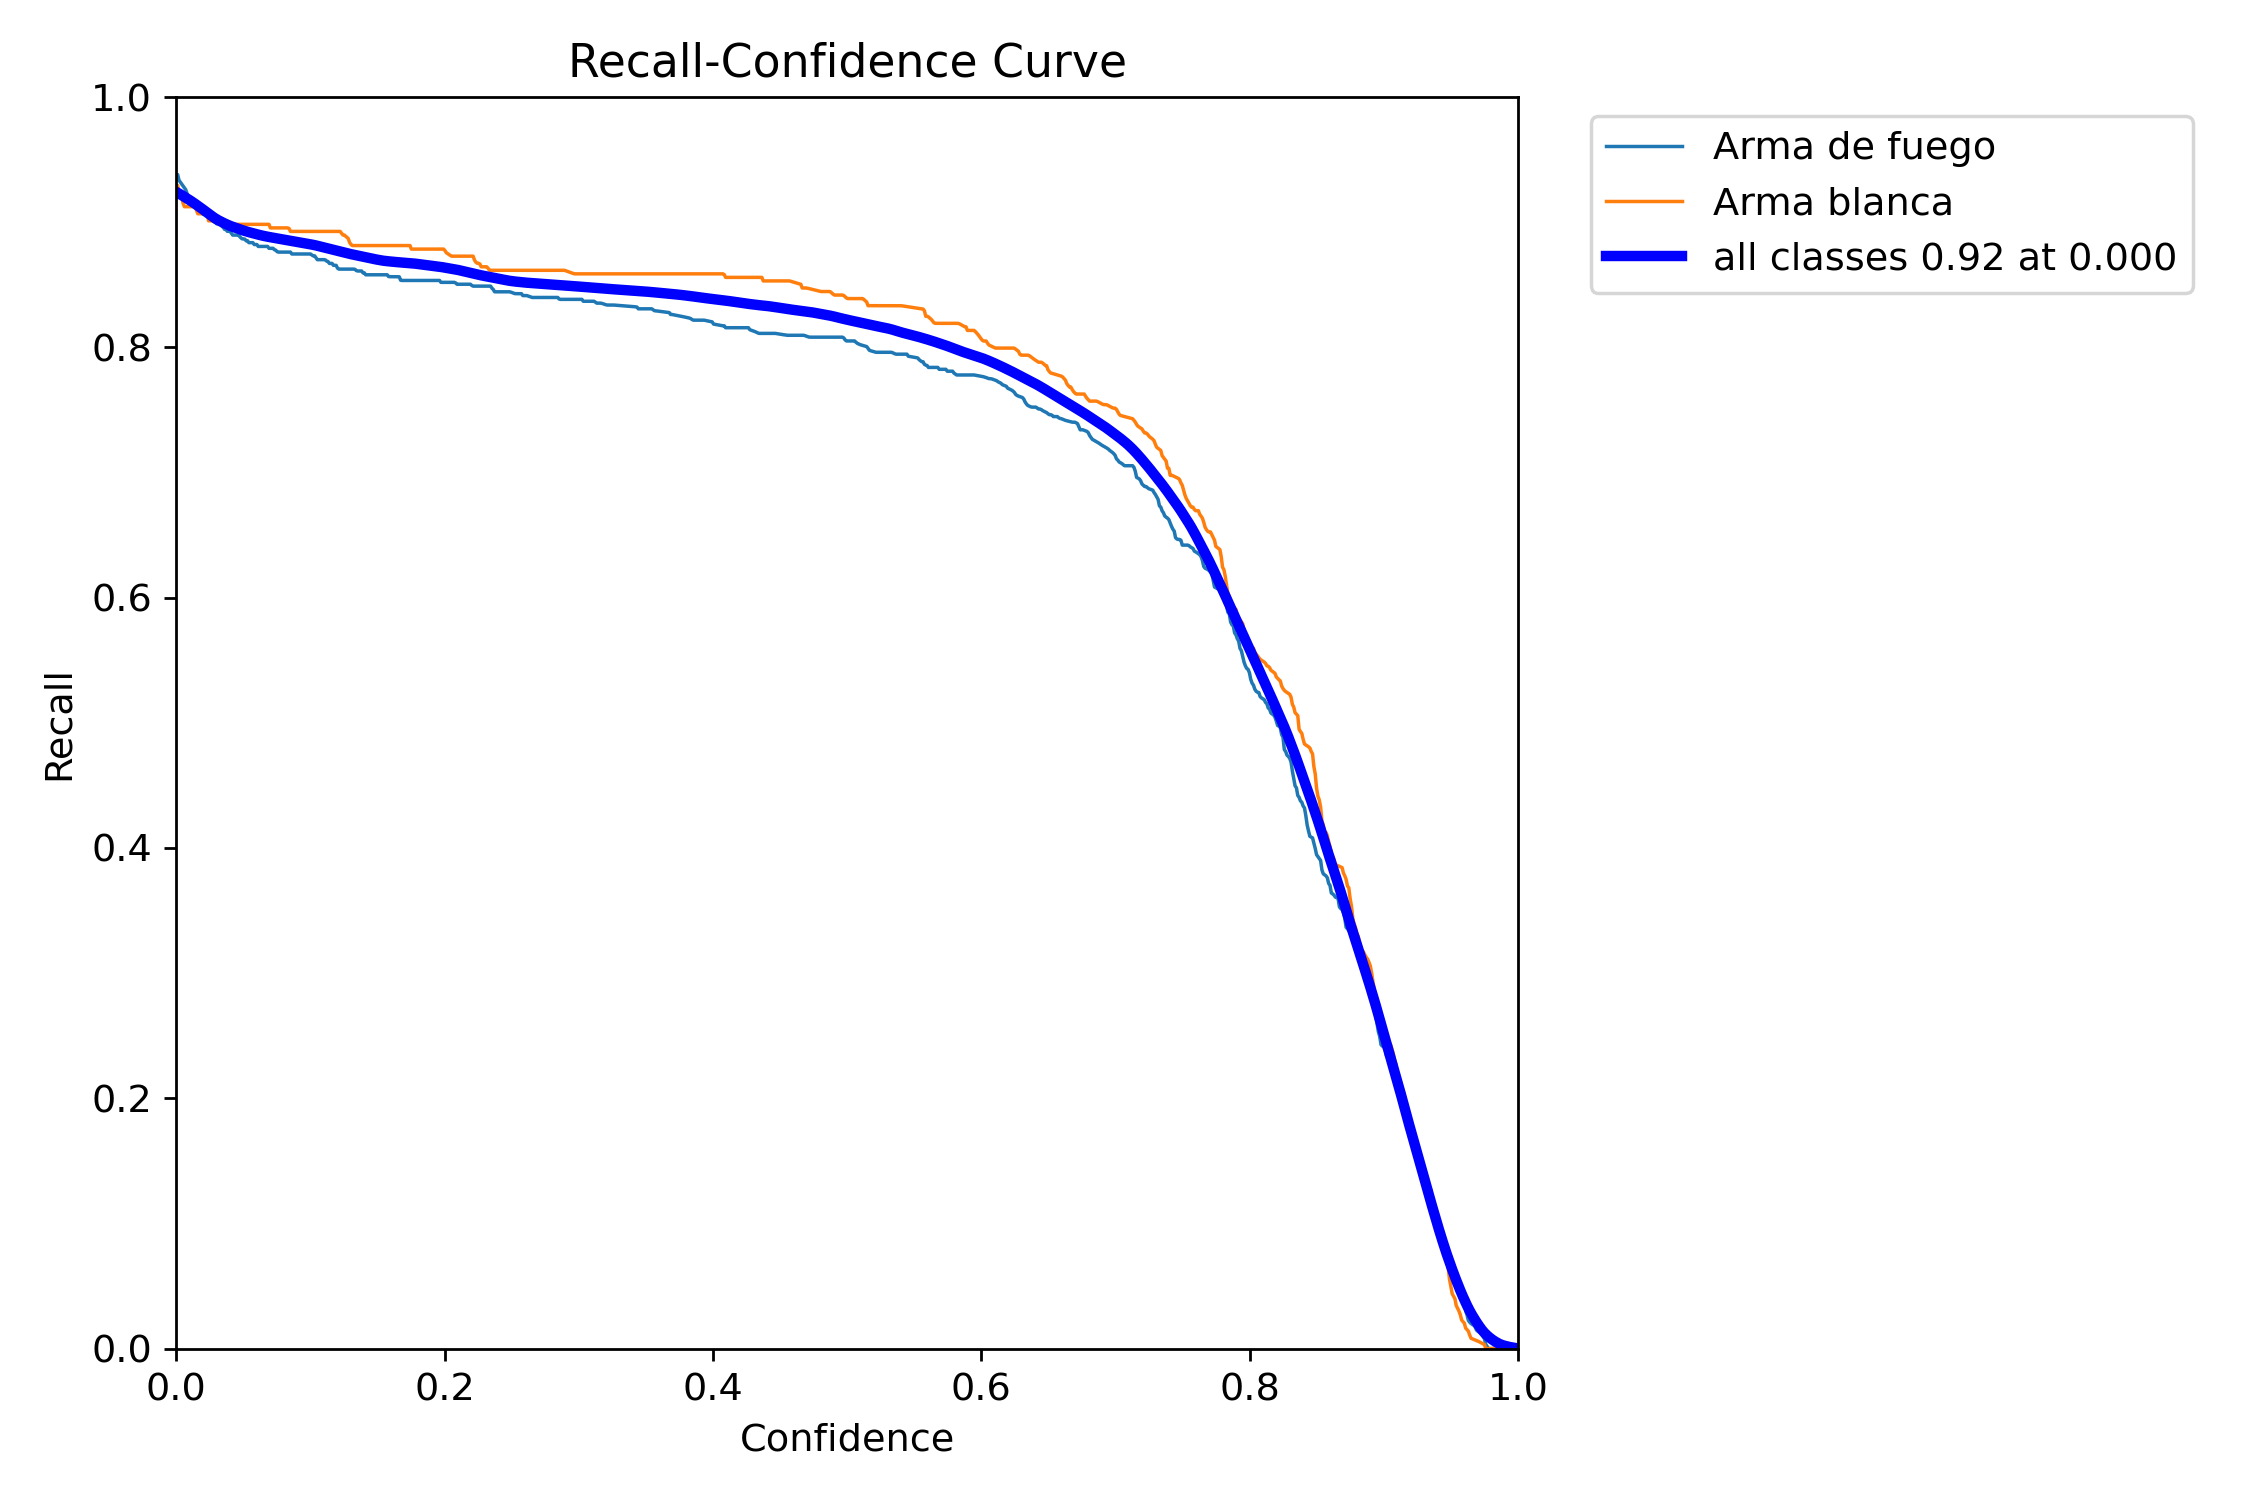 Recall-Confidence Curve
1.0
0.8
0.6
0.4
0.2
0.0
Recall
0.0 0.2 0.4 0.6 0.8 1.0
Confidence
Arma de fuego
Arma blanca
all classes 0.92 at 0.000